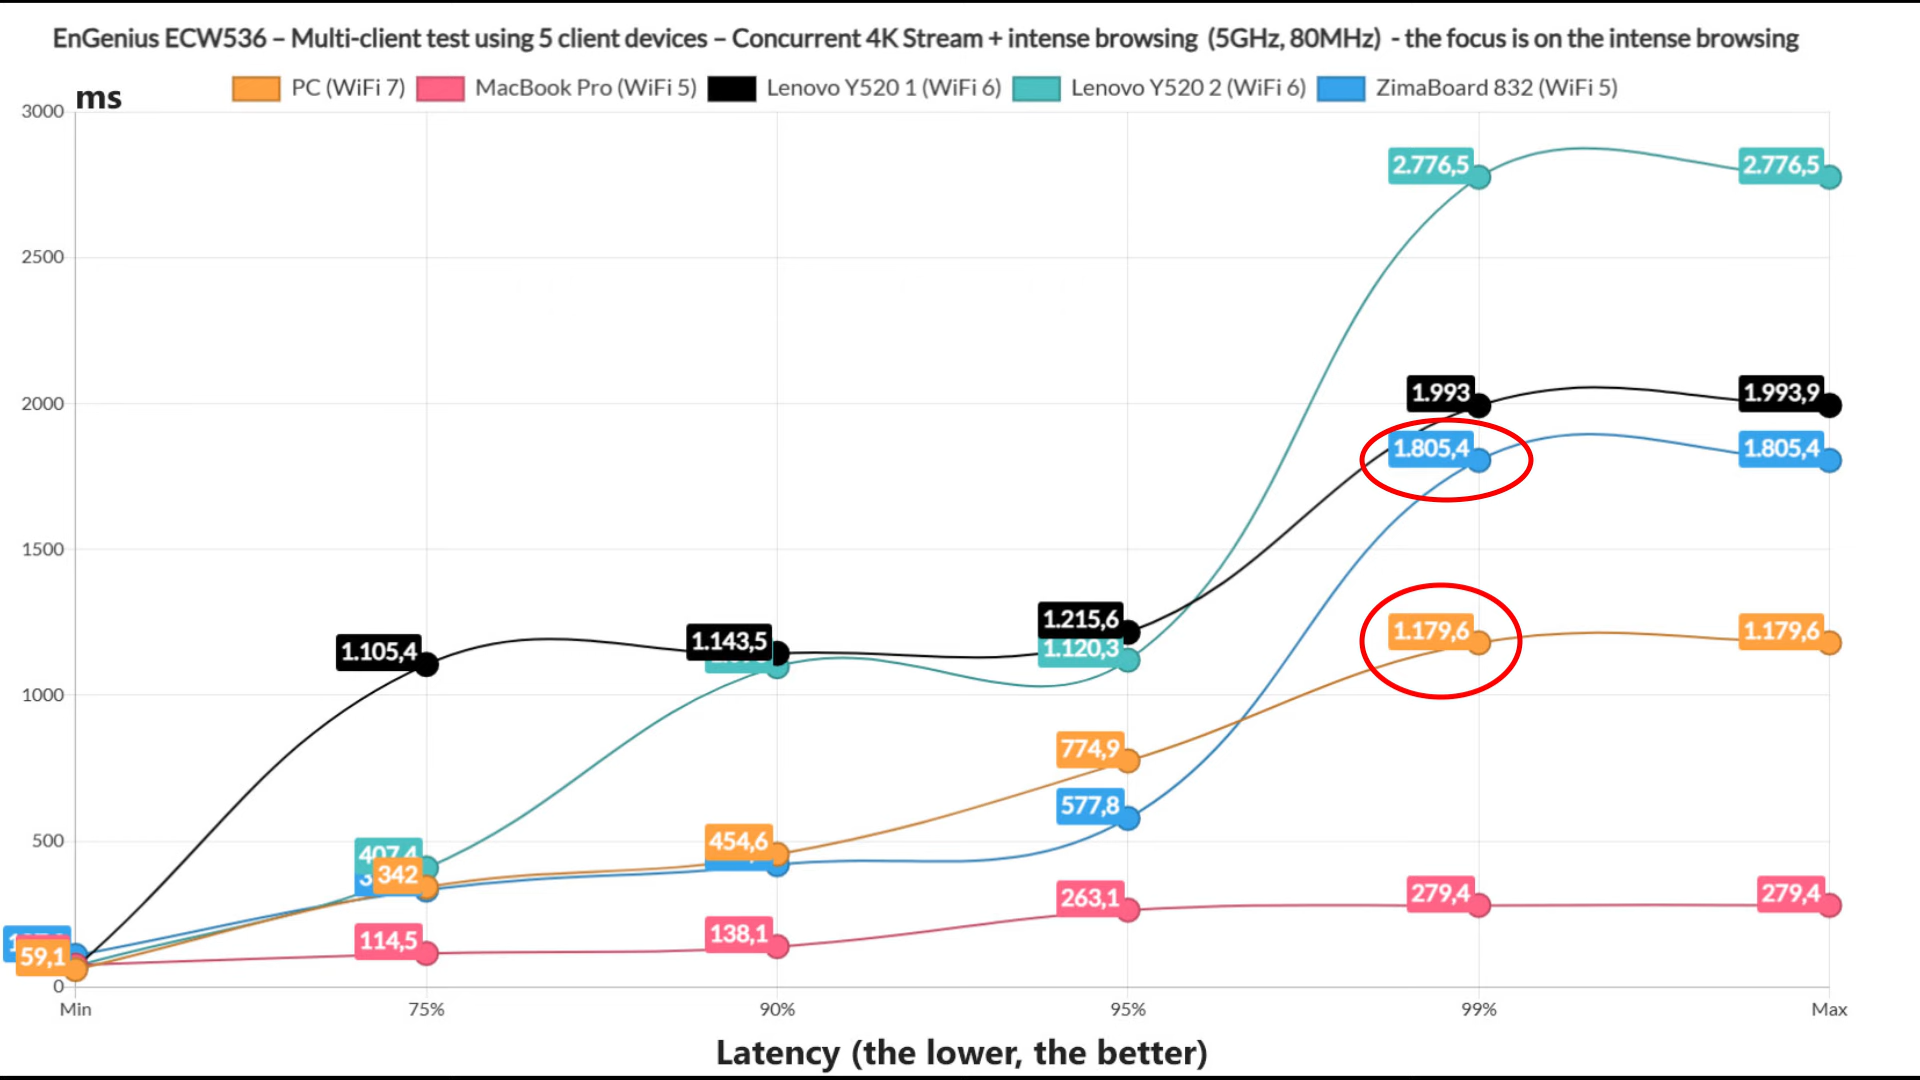 EnGenius ECW536 – Multi-client test using 5 client devices – Concurrent 4K Stream + intense browsing (5GHz, 80MHz) - the focus is on the intense browsing
PC (WiFi 7) MacBook Pro (WiFi 5) Lenovo Y520 1 (WiFi 6) Lenovo Y520 2 (WiFi 6) ZimaBoard 832 (WiFi 5)
ms
3000
2.776,5 2.776,5
2500
2000
1.993 1.993,9
1.805,4 1.805,4
1500
1.215,6
1.179,6 1.179,6
1.105,4 1.143,5 1.120,3
1000
774,9
577,8
500
454,6
407,4
342
263,1 279,4 279,4
114,5 138,1
59,1
0
Min 75% 90% 95% 99% Max
Latency (the lower, the better)